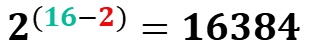 2^(16−2) = 16384